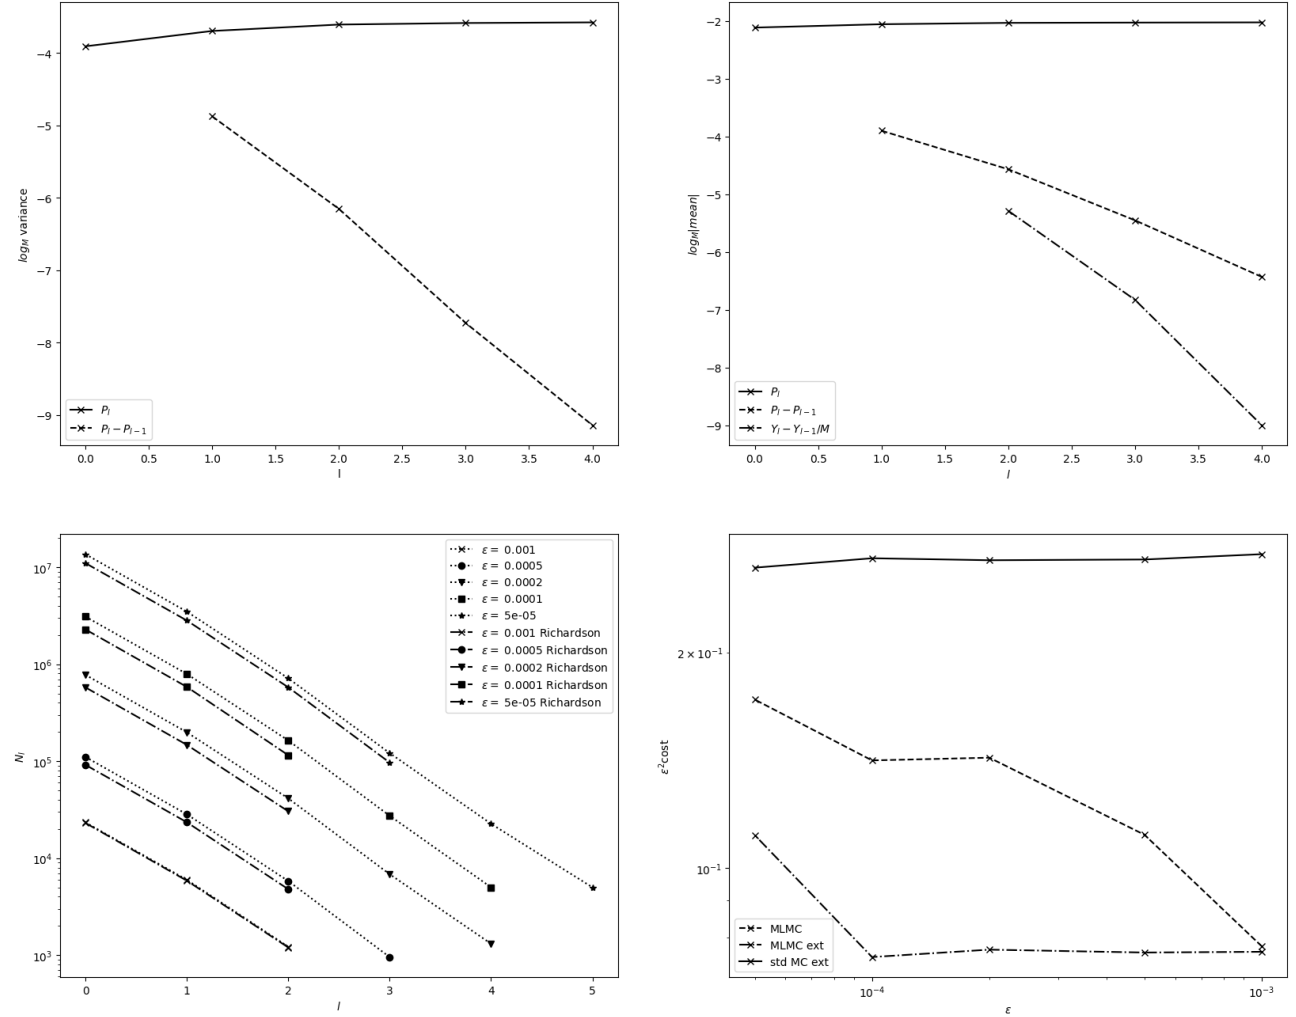 −4
−5
−6
−7
−8
−9
log_M variance
P_l
P_l − P_{l−1}
0.0 0.5 1.0 1.5 2.0 2.5 3.0 3.5 4.0
l
−2
−3
−4
−5
−6
−7
−8
−9
log_M|mean|
P_l
P_l − P_{l−1}
Y_l − Y_{l−1}/M
0.0 0.5 1.0 1.5 2.0 2.5 3.0 3.5 4.0
l
10^7
10^6
10^5
10^4
10^3
N_l
ε = 0.001
ε = 0.0005
ε = 0.0002
ε = 0.0001
ε = 5e-05
ε = 0.001 Richardson
ε = 0.0005 Richardson
ε = 0.0002 Richardson
ε = 0.0001 Richardson
ε = 5e-05 Richardson
0 1 2 3 4 5
l
2 × 10^{−1}
10^{−1}
ε^2cost
MLMC
MLMC ext
std MC ext
10^{−4} 10^{−3}
ε